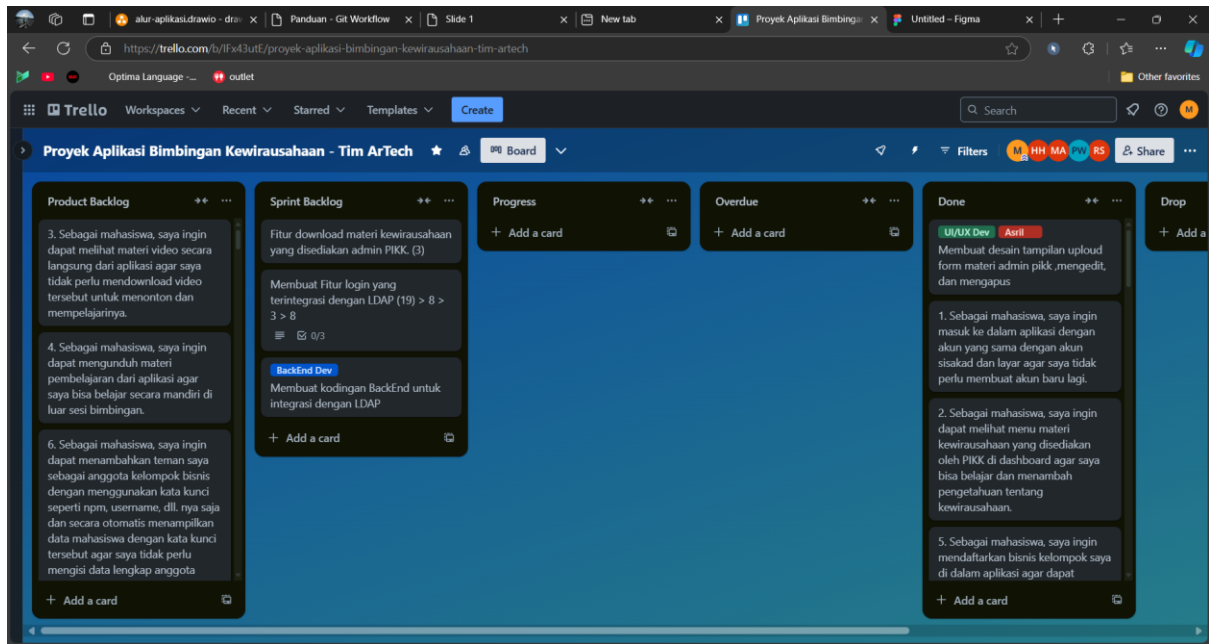 alur-aplikasi.drawio - drav
Panduan - Git Workflow
Slide 1
New tab
Proyek Aplikasi Bimbingar
Untitled – Figma
https://trello.com/b/IFx43utE/proyek-aplikasi-bimbingan-kewirausahaan-tim-artech
Optima Language -...
outlet
Other favorites
Trello
Workspaces
Recent
Starred
Templates
Create
Search
M
Proyek Aplikasi Bimbingan Kewirausahaan - Tim ArTech
Board
Filters
M
HH
MA
PW
RS
Share
Product Backlog
3. Sebagai mahasiswa, saya ingin
dapat melihat materi video secara
langsung dari aplikasi agar saya
tidak perlu mendownload video
tersebut untuk menonton dan
mempelajarinya.
4. Sebagai mahasiswa, saya ingin
dapat mengunduh materi
pembelajaran dari aplikasi agar
saya bisa belajar secara mandiri di
luar sesi bimbingan.
6. Sebagai mahasiswa, saya ingin
dapat menambahkan teman saya
sebagai anggota kelompok bisnis
dengan menggunakan kata kunci
seperti npm, username, dll. nya saja
dan secara otomatis menampilkan
data mahasiswa dengan kata kunci
tersebut agar saya tidak perlu
mengisi data lengkap anggota
+ Add a card
Sprint Backlog
Fitur download materi kewirausahaan
yang disediakan admin PIKK. (3)
Membuat Fitur login yang
terintegrasi dengan LDAP (19) > 8 >
3 > 8
0/3
BackEnd Dev
Membuat kodingan BackEnd untuk
integrasi dengan LDAP
+ Add a card
Progress
+ Add a card
Overdue
+ Add a card
Done
UI/UX Dev
Asril
Membuat desain tampilan uploud
form materi admin pikk ,mengedit,
dan mengapus
1. Sebagai mahasiswa, saya ingin
masuk ke dalam aplikasi dengan
akun yang sama dengan akun
sisakad dan layar agar saya tidak
perlu membuat akun baru lagi.
2. Sebagai mahasiswa, saya ingin
dapat melihat menu materi
kewirausahaan yang disediakan
oleh PIKK di dashboard agar saya
bisa belajar dan menambah
pengetahuan tentang
kewirausahaan.
5. Sebagai mahasiswa, saya ingin
mendaftarkan bisnis kelompok saya
di dalam aplikasi agar dapat
+ Add a card
Drop
+ Add a